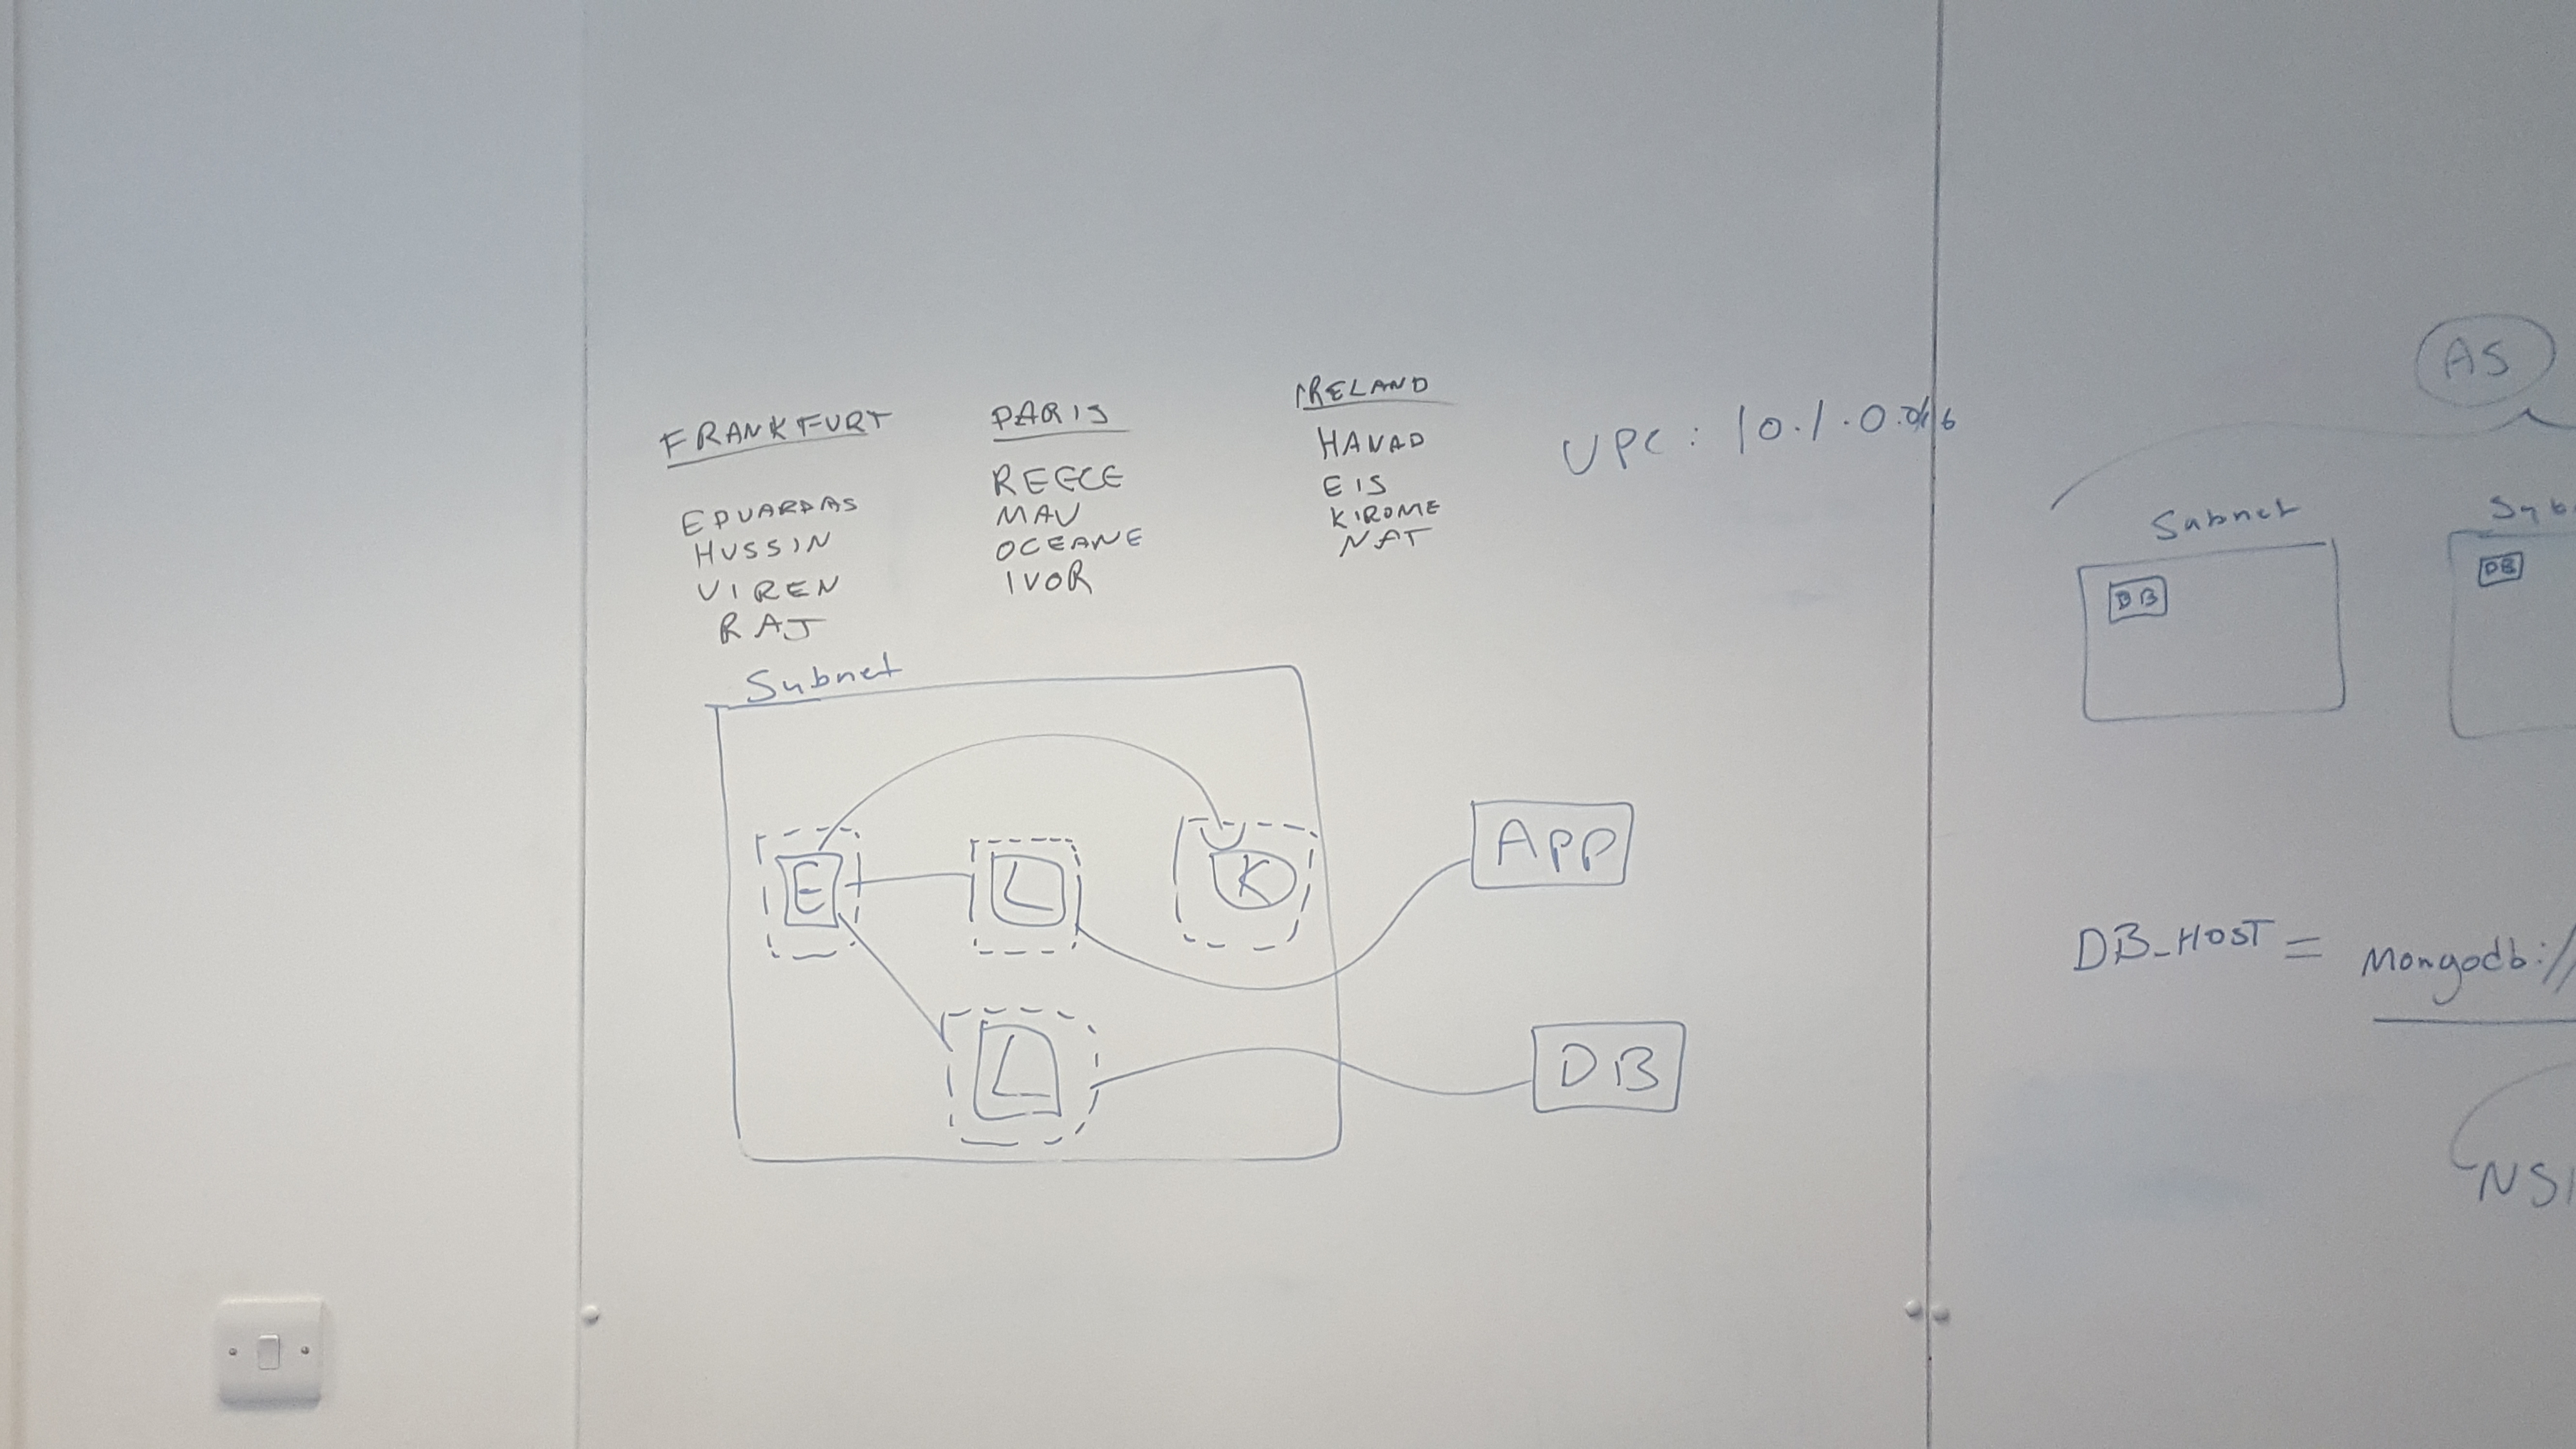 FRANKFURT
EDUARDAS
HUSSIN
VIREN
RAJ
PARIS
REECE
MAV
OCEANE
IVOR
IRELAND
HAVAD
EIS
KIROME
NAT
VPC: 10.1.0.0/16
Subnet
E
L
K
L
App
DB
AS
Subnet
DB
Sub
DB
DB_HOST = Mongodb://